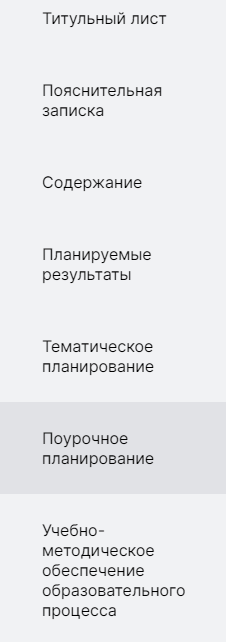 Титульный лист
Пояснительная
записка
Содержание
Планируемые
результаты
Тематическое
планирование
Поурочное
планирование
Учебно-
методическое
обеспечение
образовательного
процесса